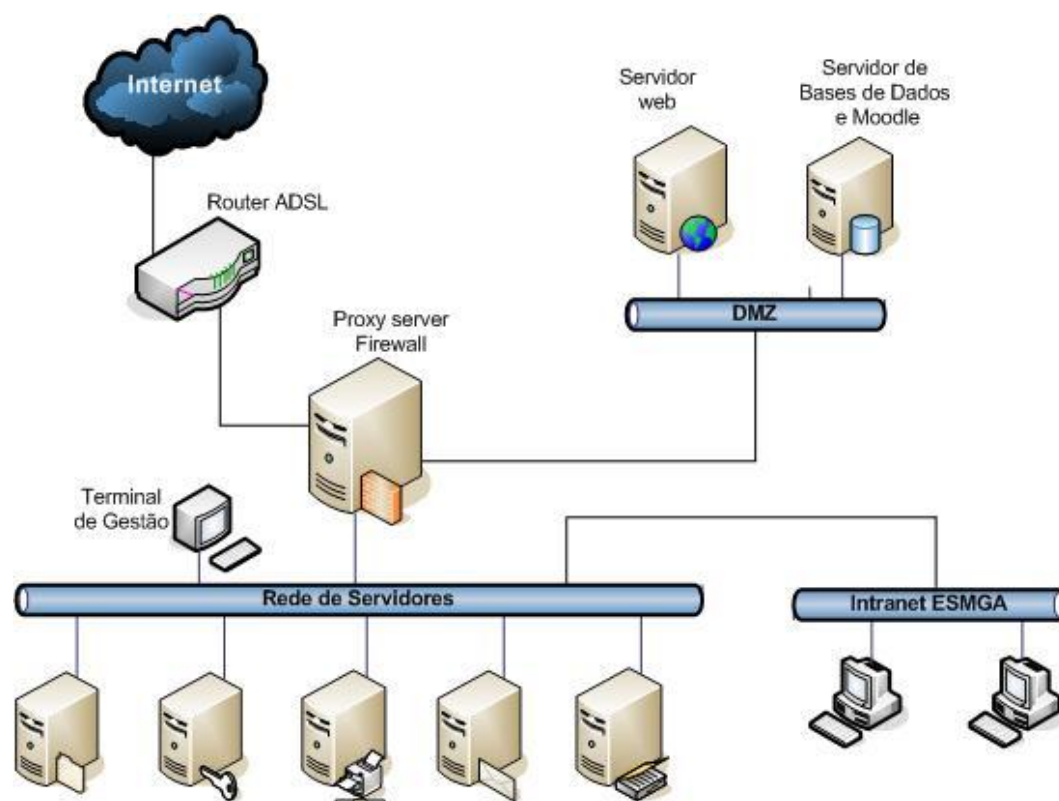 Internet
Servidor
web
Servidor de
Bases de Dados
e Moodle
Router ADSL
DMZ
Proxy server
Firewall
Terminal
de Gestão
Rede de Servidores
Intranet ESMGA